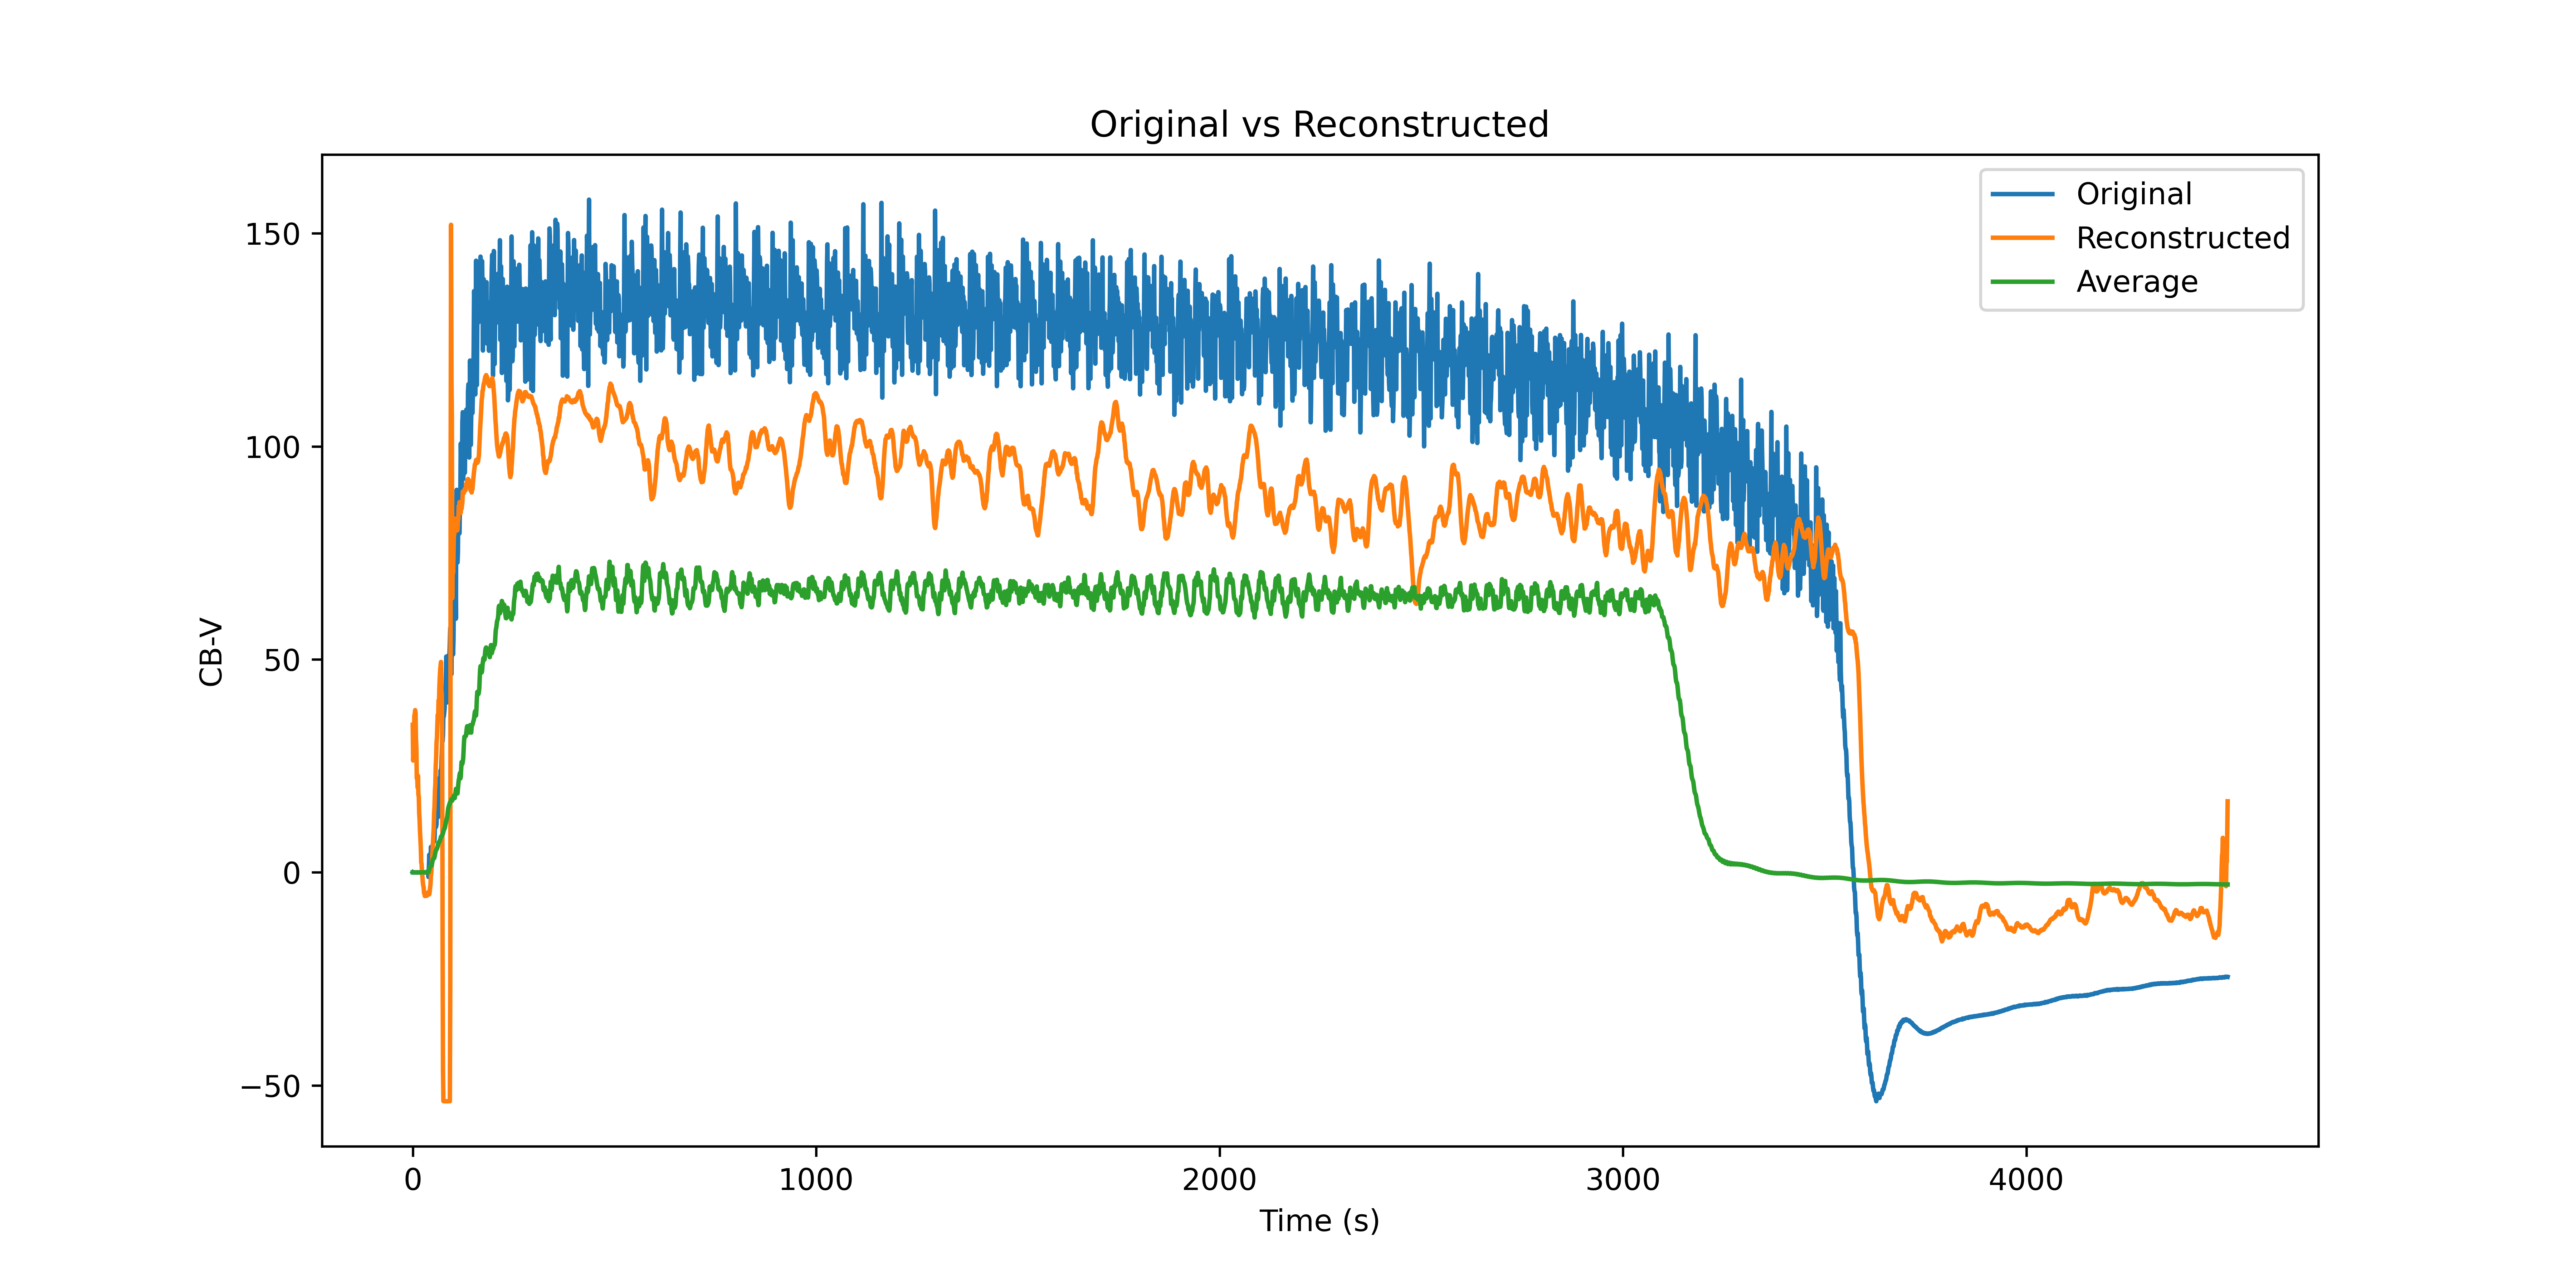 Original vs Reconstructed
Original
Reconstructed
Average
150
100
50
0
−50
CB-V
0
1000
2000
3000
4000
Time (s)